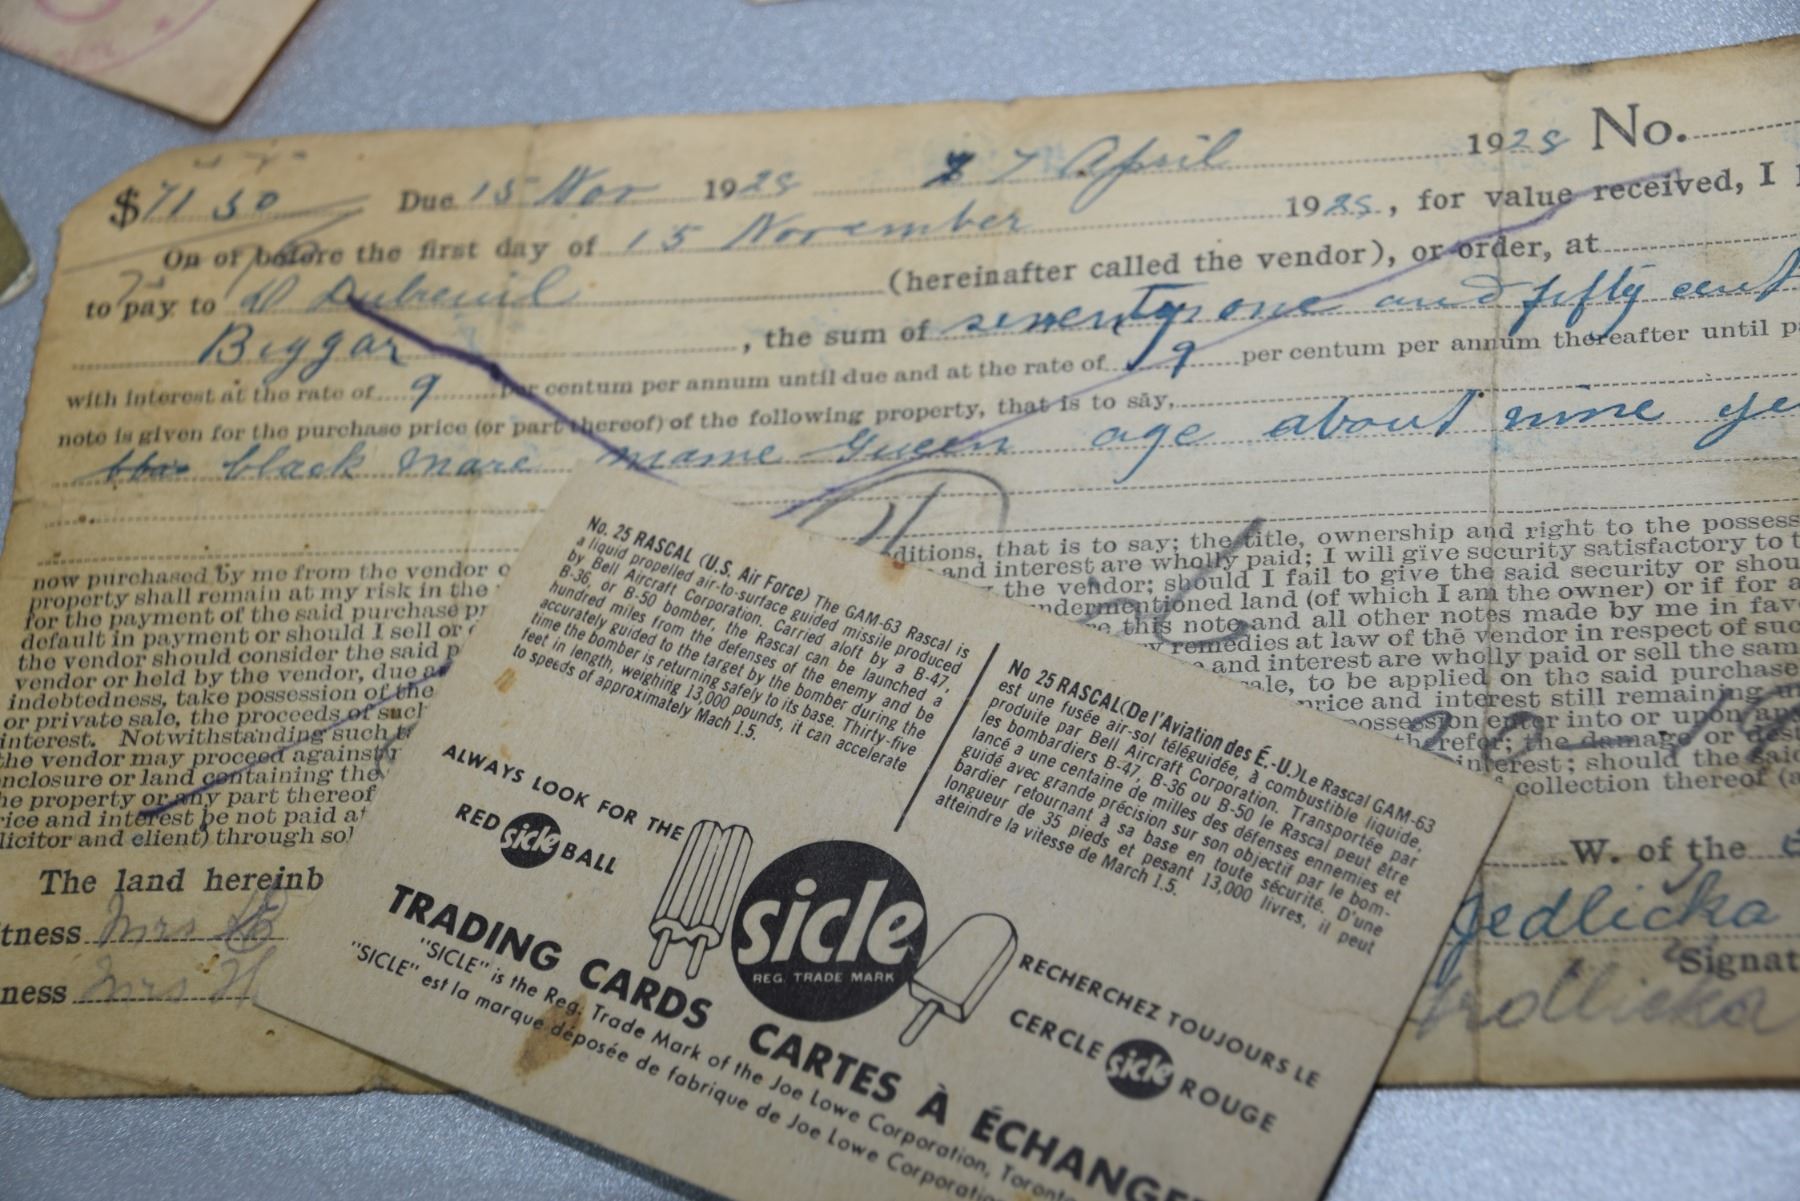 $71 50 Due 15 Nov 1928 7 April 1928 No.
On or before the first day of 15 November 1928, for value received, I
to pay to D Dubreuil (hereinafter called the vendor), or order, at
Biggar, the sum of seventy one and fifty cent
with interest at the rate of 9 per centum per annum until due and at the rate of 9 per centum per annum thereafter until
note is given for the purchase price (or part thereof) of the following property, that is to say,
black mare name Queen age about nine ye
now purchased by me from the vendor
property shall remain at my risk in the
for the payment of the said purchase
default in payment or should I sell or
the vendor should consider the said
vendor or held by the vendor, due
indebtedness, take possession of the
or private sale, the proceeds of such
interest. Notwithstanding such
the vendor may proceed against
enclosure or land containing the
he property or any part thereof
rice and interest be not paid at
licitor and client) through sol
The land hereinb
tness Mrs
ness Mrs
ditions, that is to say; the title, ownership and right to the possess
and interest are wholly paid; I will give security satisfactory to t
the vendor; should I fail to give the said security or shou
ndermentioned land (of which I am the owner) or if for a
this note and all other notes made by me in fav
remedies at law of the vendor in respect of suc
and interest are wholly paid or sell the sam
sale, to be applied on the said purchase
price and interest still remaining
possession enter into or upon
therefor; the damage or dest
interest; should the said
collection thereof (a
W. of the
Jedlicka
Signat
No. 25 RASCAL (U.S. Air Force) The GAM-63 Rascal is
a liquid propelled air-to-surface guided missile produced
by Bell Aircraft Corporation. Carried aloft by a B-47,
B-36, or B-50 bomber, the Rascal can be launched a
hundred miles from the defenses of the enemy and be
accurately guided to the target by the bomber during the
time the bomber is returning safely to its base. Thirty-five
feet in length, weighing 13,000 pounds, it can accelerate
to speeds of approximately Mach 1.5.
No 25 RASCAL(De l'Aviation des É.-U.)Le Rascal GAM-63
est une fusée air-sol téléguidée, à combustible liquide,
produite par Bell Aircraft Corporation. Transportée par
les bombardiers B-47, B-36 ou B-50 le Rascal peut être
lancé a une centaine de milles des défenses ennemies et
guidé avec grande précision sur son objectif par le bom-
bardier retournant à sa base en toute sécurité. D'une
longueur de 35 pieds et pesant 13,000 livres, il peut
atteindre la vitesse de March 1.5.
ALWAYS LOOK FOR THE
RED sicle BALL
TRADING CARDS
sicle
REG. TRADE MARK
RECHERCHEZ TOUJOURS LE
CERCLE sicle ROUGE
CARTES À ÉCHANGE
"SICLE" is the Reg. Trade Mark of the Joe Lowe Corporation, Toronto
"SICLE" est la marque déposée de fabrique de Joe Lowe Corporation